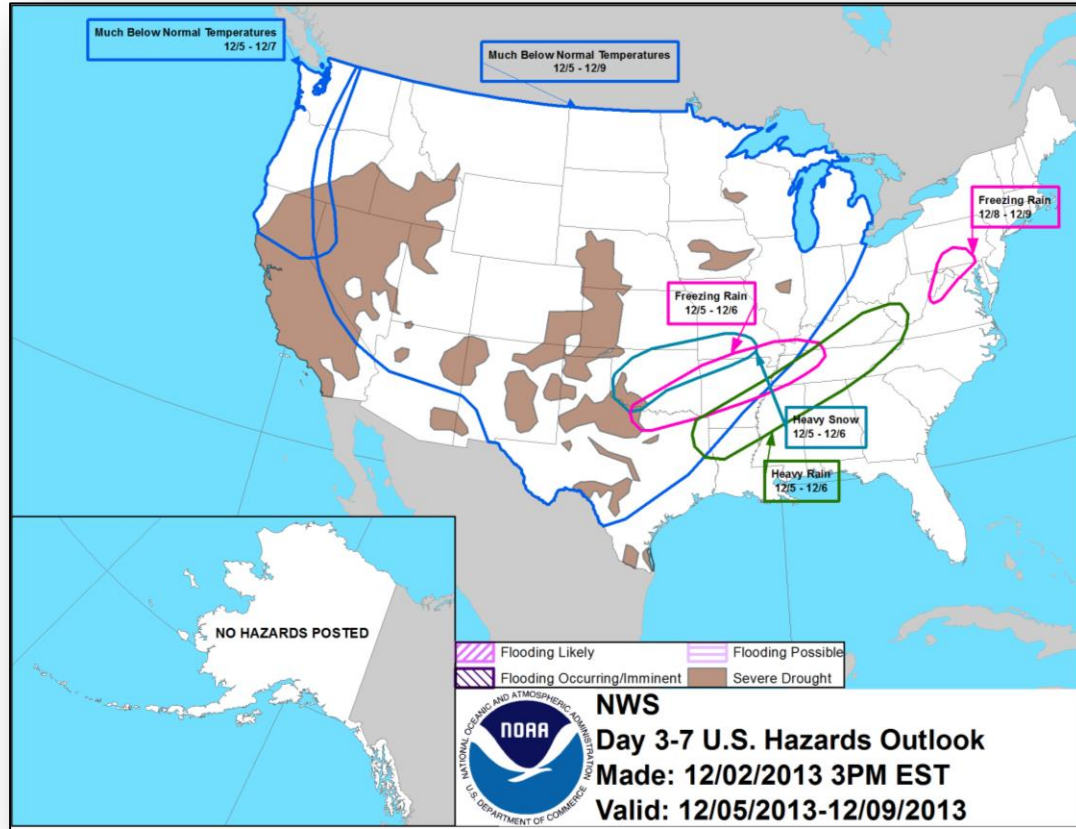 Much Below Normal Temperatures
12/5 - 12/7
Much Below Normal Temperatures
12/5 - 12/9
Freezing Rain
12/8 - 12/9
Freezing Rain
12/5 - 12/6
Heavy Snow
12/5 - 12/6
Heavy Rain
12/5 - 12/6
NO HAZARDS POSTED
Flooding Likely
Flooding Possible
Flooding Occurring/Imminent
Severe Drought
NATIONAL OCEANIC AND ATMOSPHERIC ADMINISTRATION
NOAA
U.S. DEPARTMENT OF COMMERCE
NWS
Day 3-7 U.S. Hazards Outlook
Made: 12/02/2013 3PM EST
Valid: 12/05/2013-12/09/2013